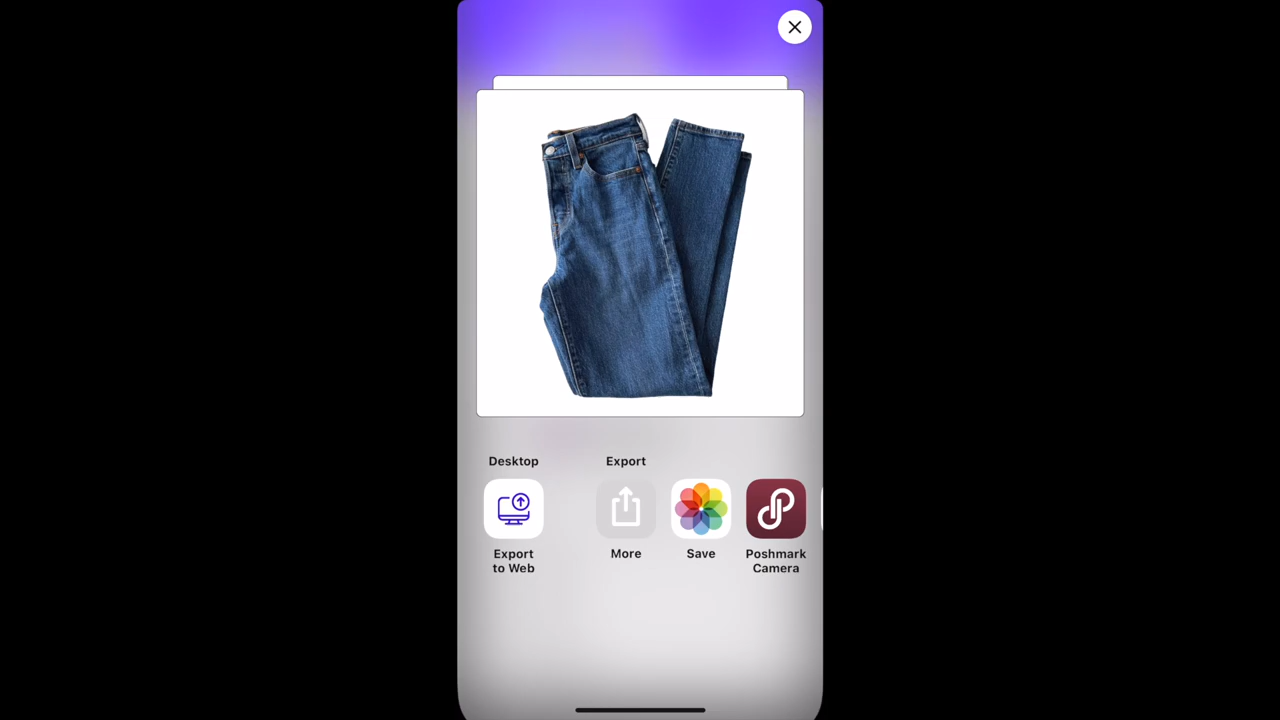 Desktop
Export
Export
to Web
More
Save
Poshmark
Camera